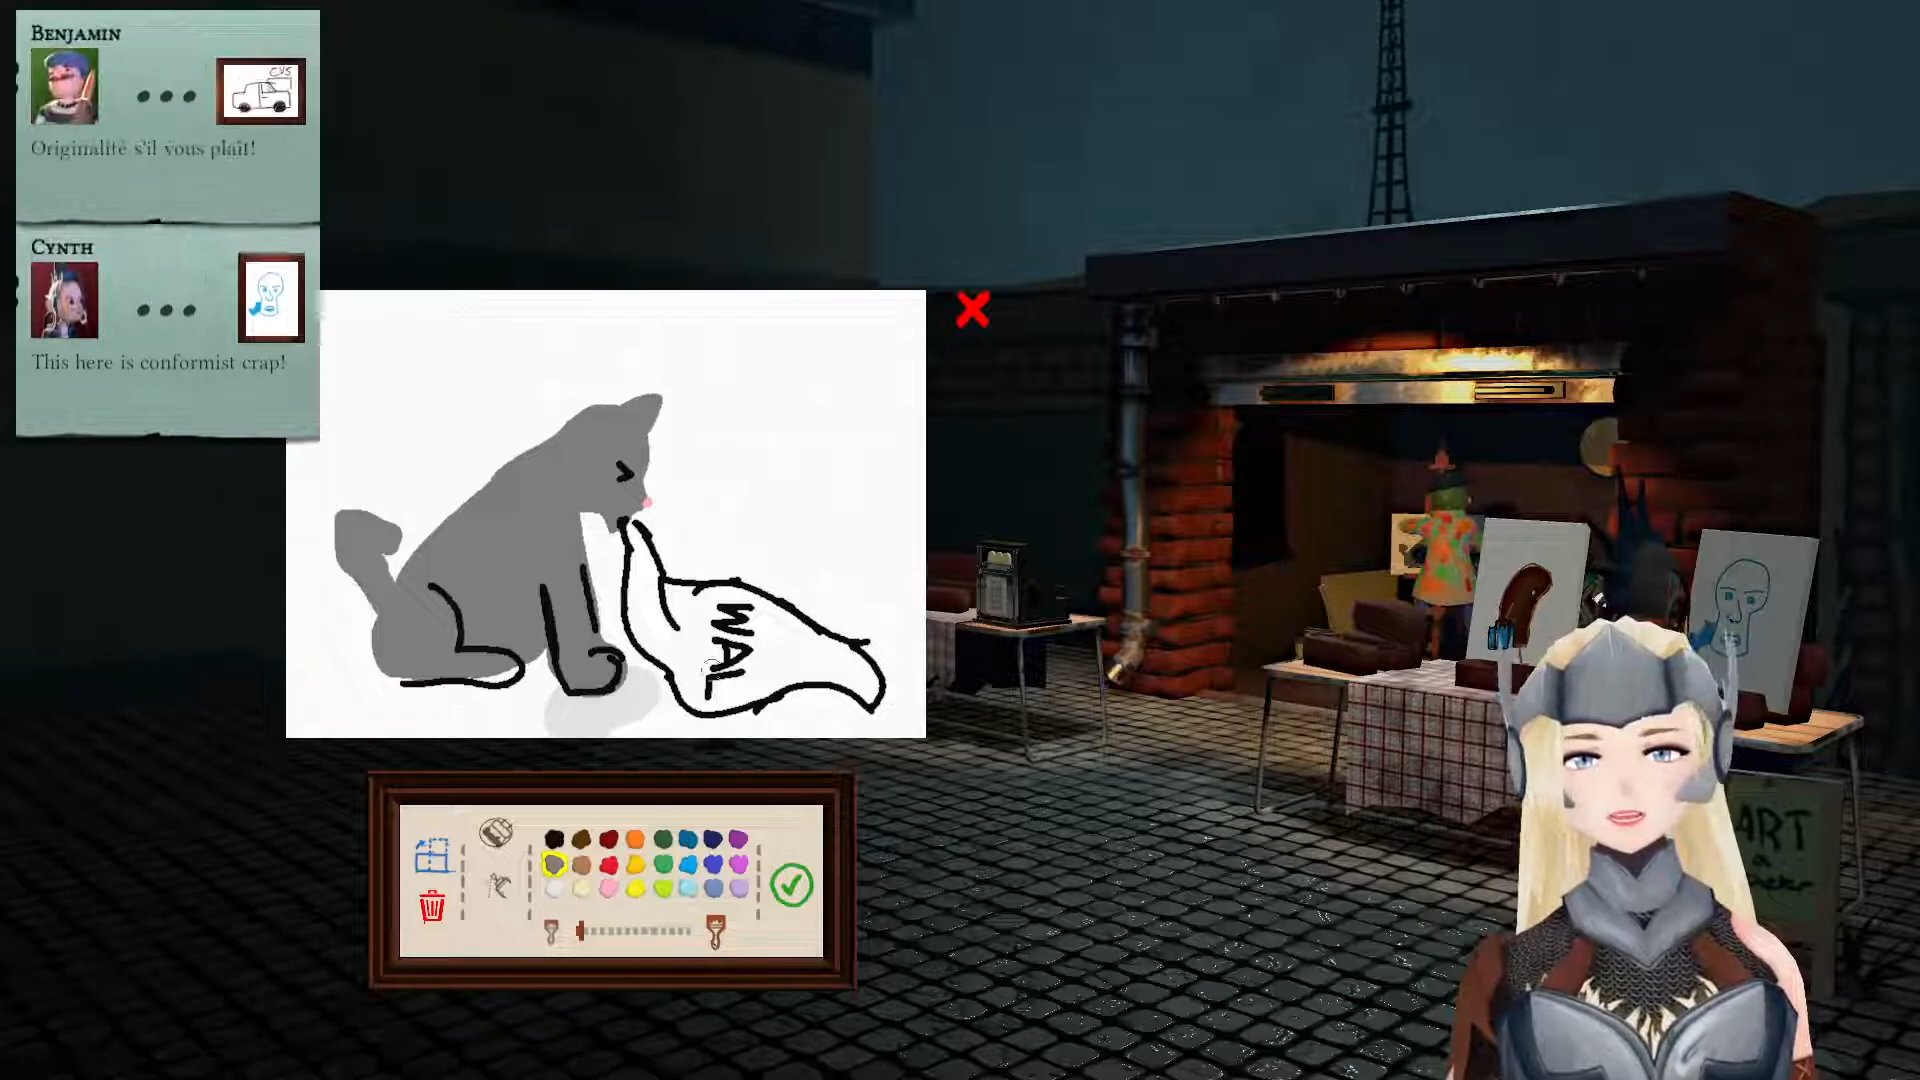 BENJAMIN
CVS
Originalité s'il vous plaît!
CYNTH
This here is conformist crap!
WAL
ART
a